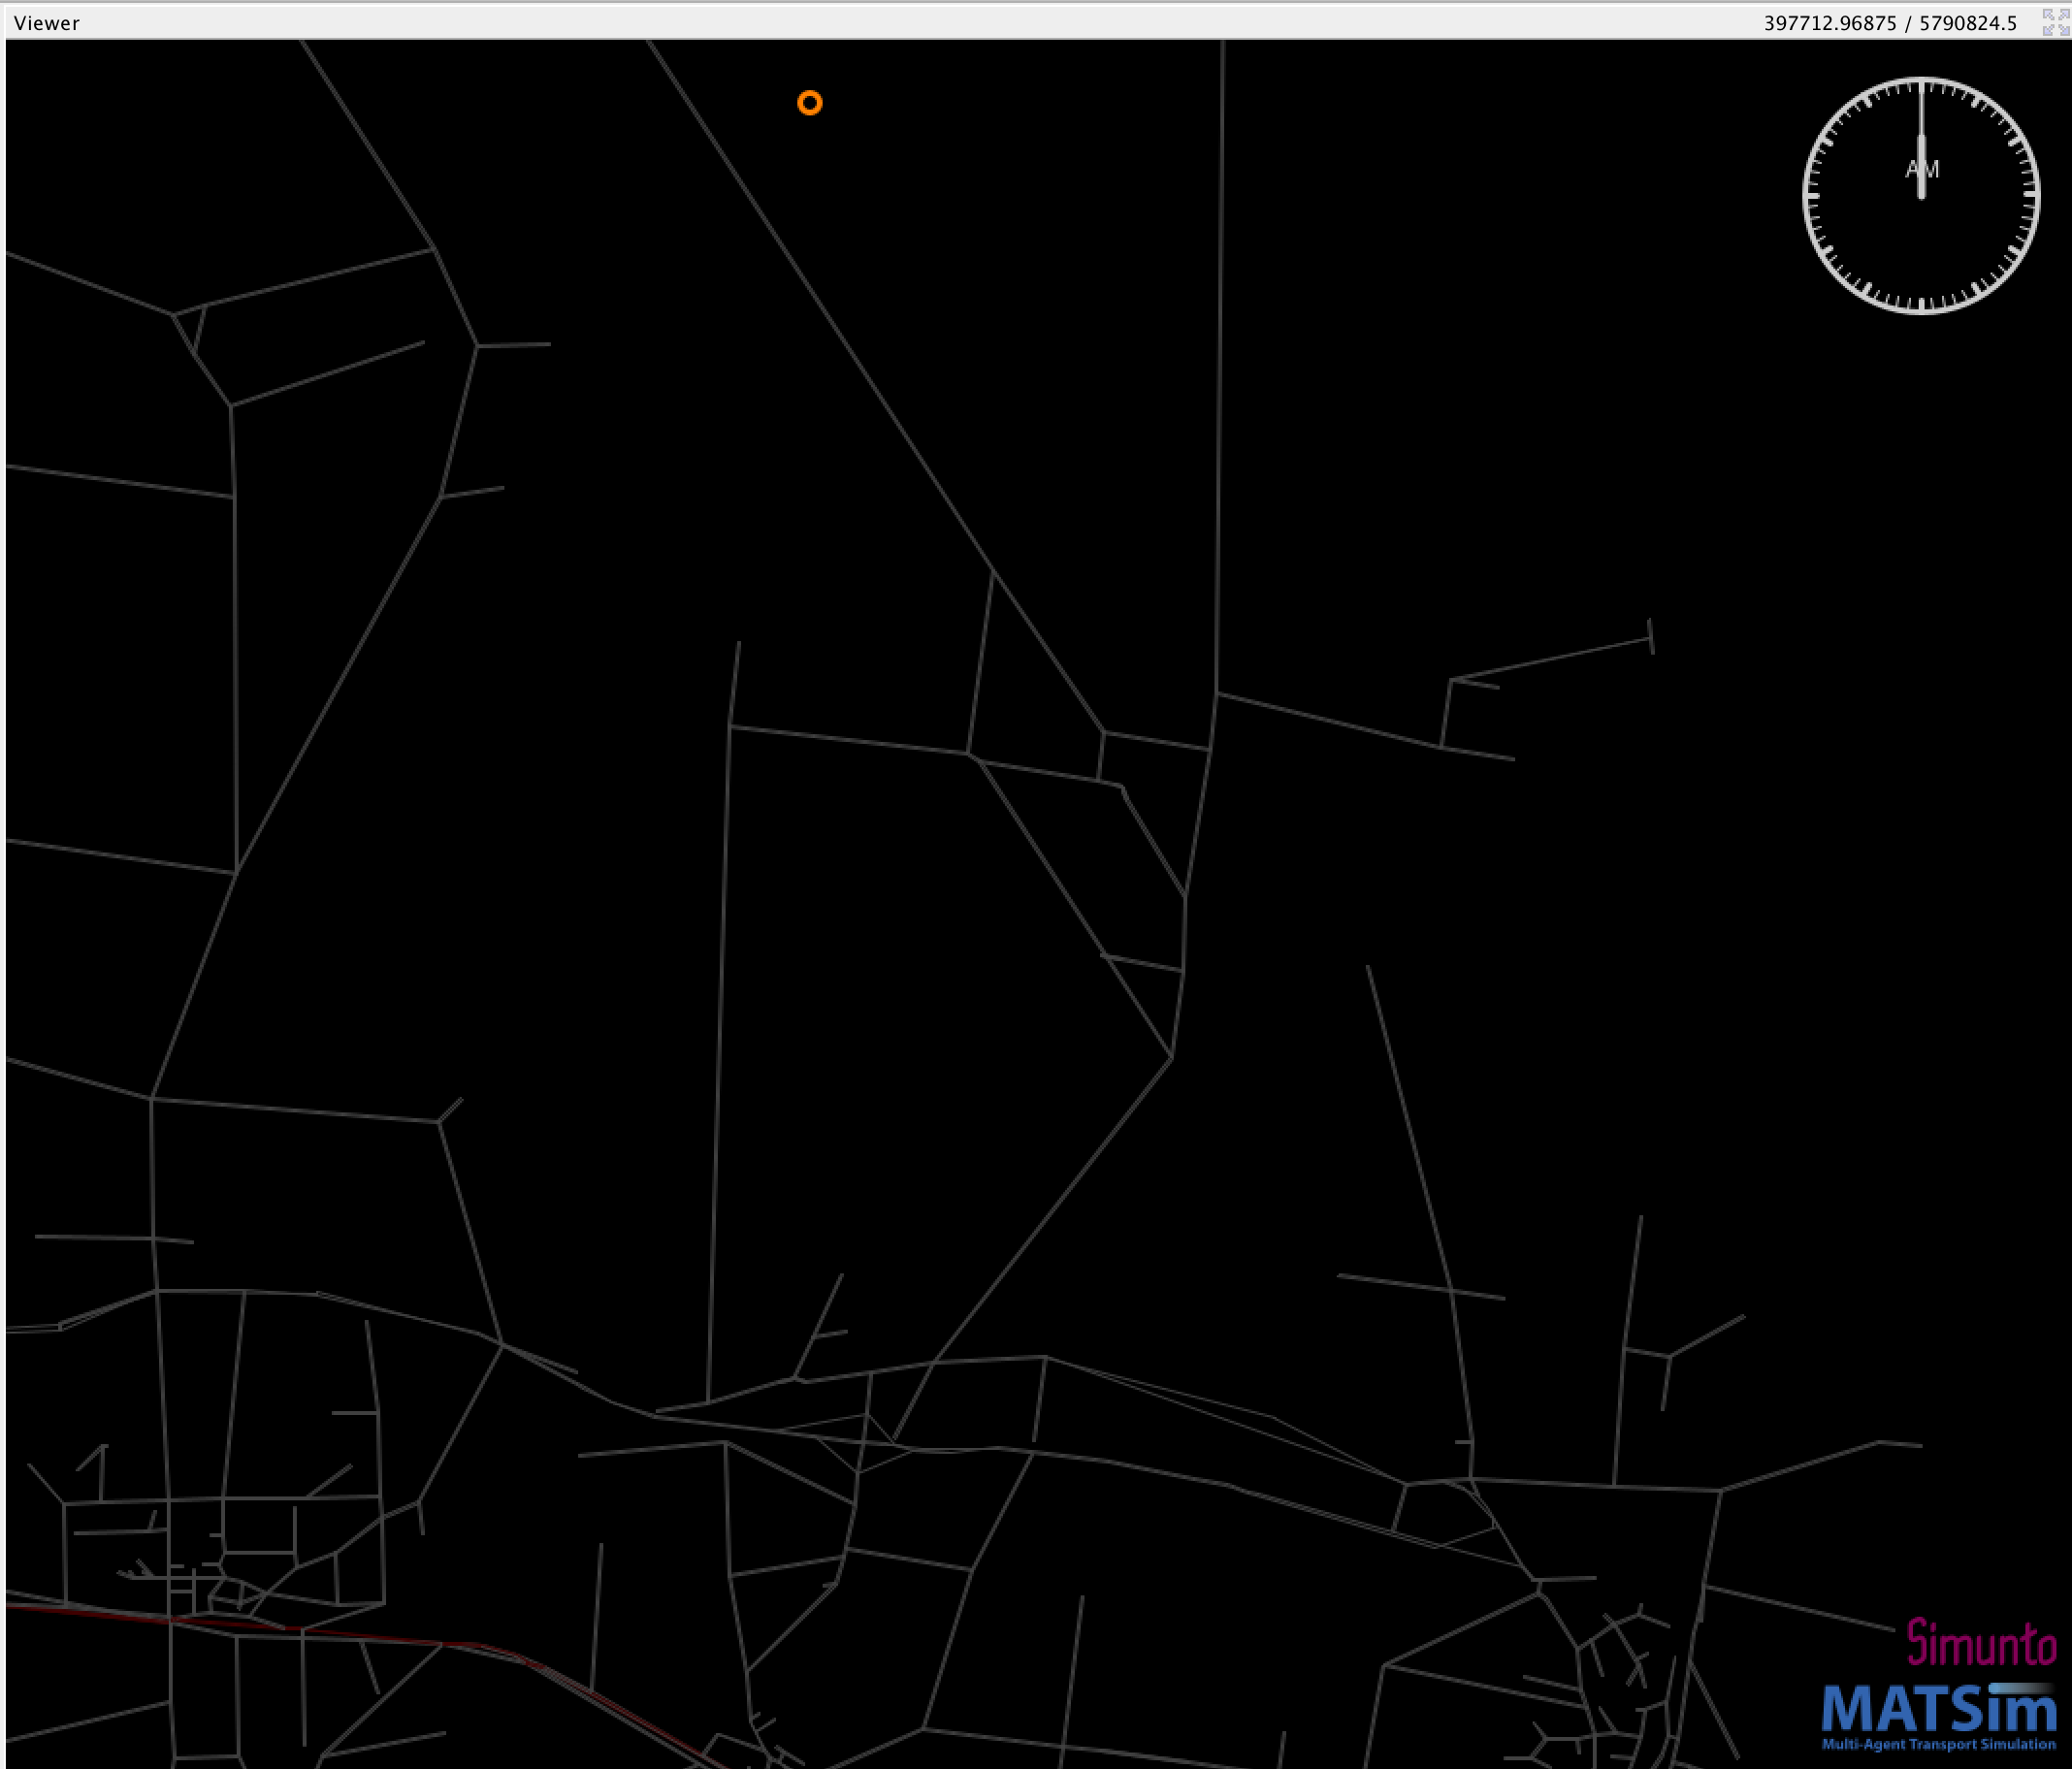 Viewer
397712.96875 / 5790824.5
AM
Simunto
MATSim
Multi-Agent Transport Simulation